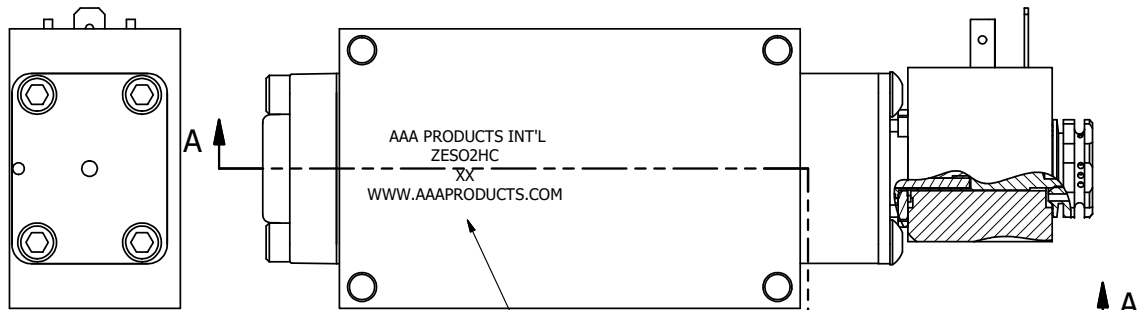 A
AAA PRODUCTS INT'L
ZESO2HC
XX
WWW.AAAPRODUCTS.COM
A